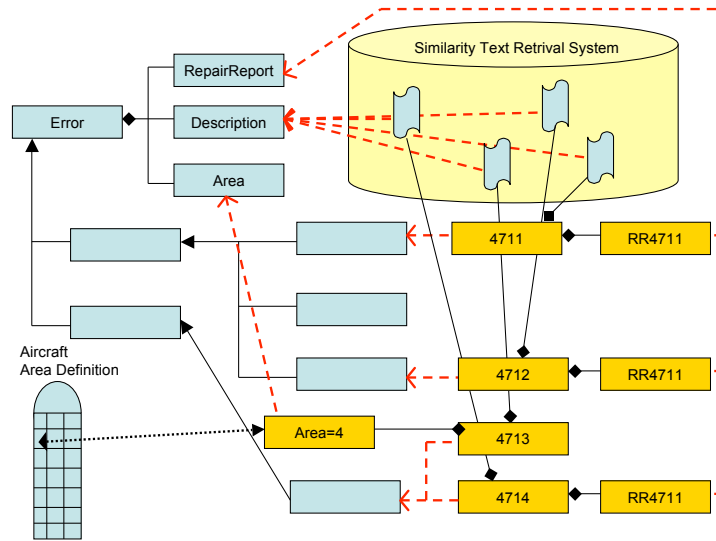 Similarity Text Retrival System
RepairReport
Error
Description
Area
4711
RR4711
Aircraft
Area Definition
4712
RR4711
Area=4
4713
4714
RR4711